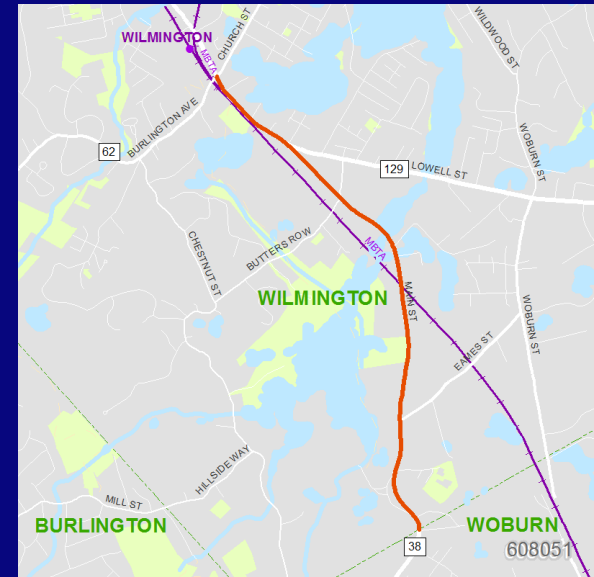 CHURCH ST
WILDWOOD ST
WILMINGTON
MBTA
BURLINGTON AVE
WOBURN ST
62
129
LOWELL ST
BUTTERS ROW
CHESTNUT ST
MBTA
WILMINGTON
MAIN ST
WOBURN ST
EAMES ST
HILLSIDE WAY
MILL ST
BURLINGTON
WOBURN
38
608051